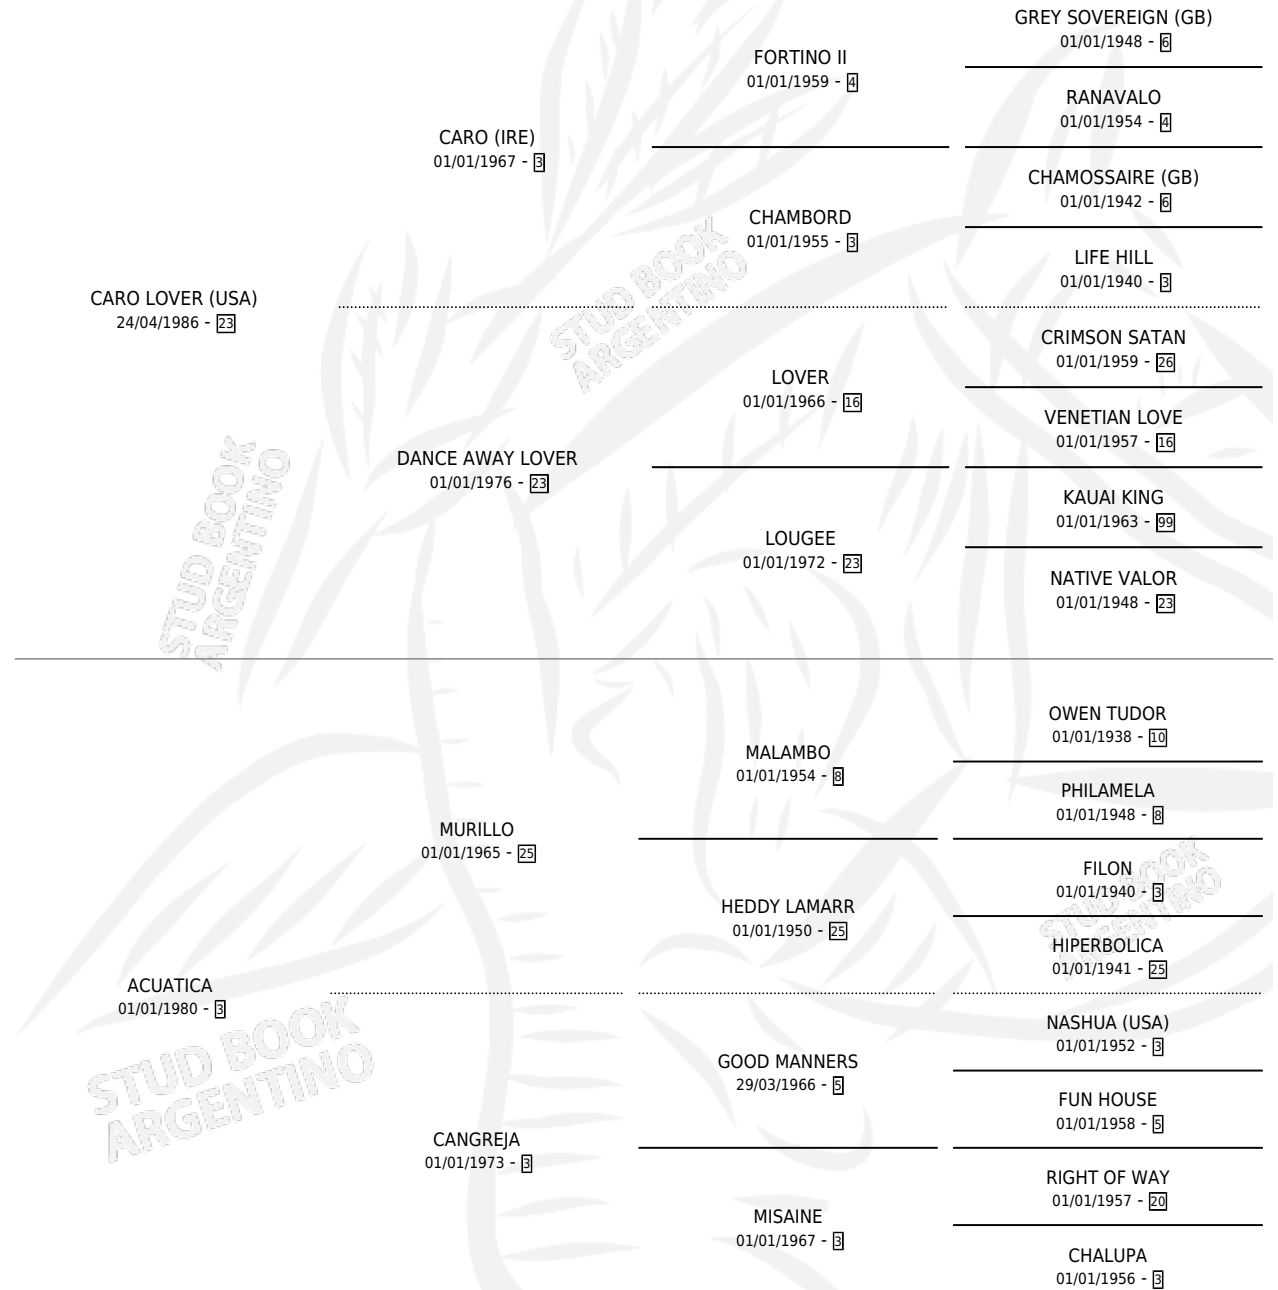 GREY SOVEREIGN (GB)
01/01/1948 - 6
FORTINO II
01/01/1959 - 4
RANAVALO
01/01/1954 - 4
CARO (IRE)
01/01/1967 - 3
CHAMOSSAIRE (GB)
01/01/1942 - 6
CHAMBORD
01/01/1955 - 3
LIFE HILL
01/01/1940 - 3
CARO LOVER (USA)
24/04/1986 - 23
STUD BOOK
ARGENTINO
CRIMSON SATAN
01/01/1959 - 26
LOVER
01/01/1966 - 16
VENETIAN LOVE
01/01/1957 - 16
DANCE AWAY LOVER
01/01/1976 - 23
KAUAI KING
01/01/1963 - 99
LOUGEE
01/01/1972 - 23
NATIVE VALOR
01/01/1948 - 23
STUD BOOK
ARGENTINO
OWEN TUDOR
01/01/1938 - 10
MALAMBO
01/01/1954 - 8
PHILAMELA
01/01/1948 - 8
MURILLO
01/01/1965 - 25
FILON
01/01/1940 - 3
HEDDY LAMARR
01/01/1950 - 25
HIPERBOLICA
01/01/1941 - 25
STUD BOOK
ARGENTINO
ACUATICA
01/01/1980 - 3
NASHUA (USA)
01/01/1952 - 3
GOOD MANNERS
29/03/1966 - 5
FUN HOUSE
01/01/1958 - 5
STUD BOOK
ARGENTINO
CANGREJA
01/01/1973 - 3
RIGHT OF WAY
01/01/1957 - 20
MISAINE
01/01/1967 - 3
CHALUPA
01/01/1956 - 3